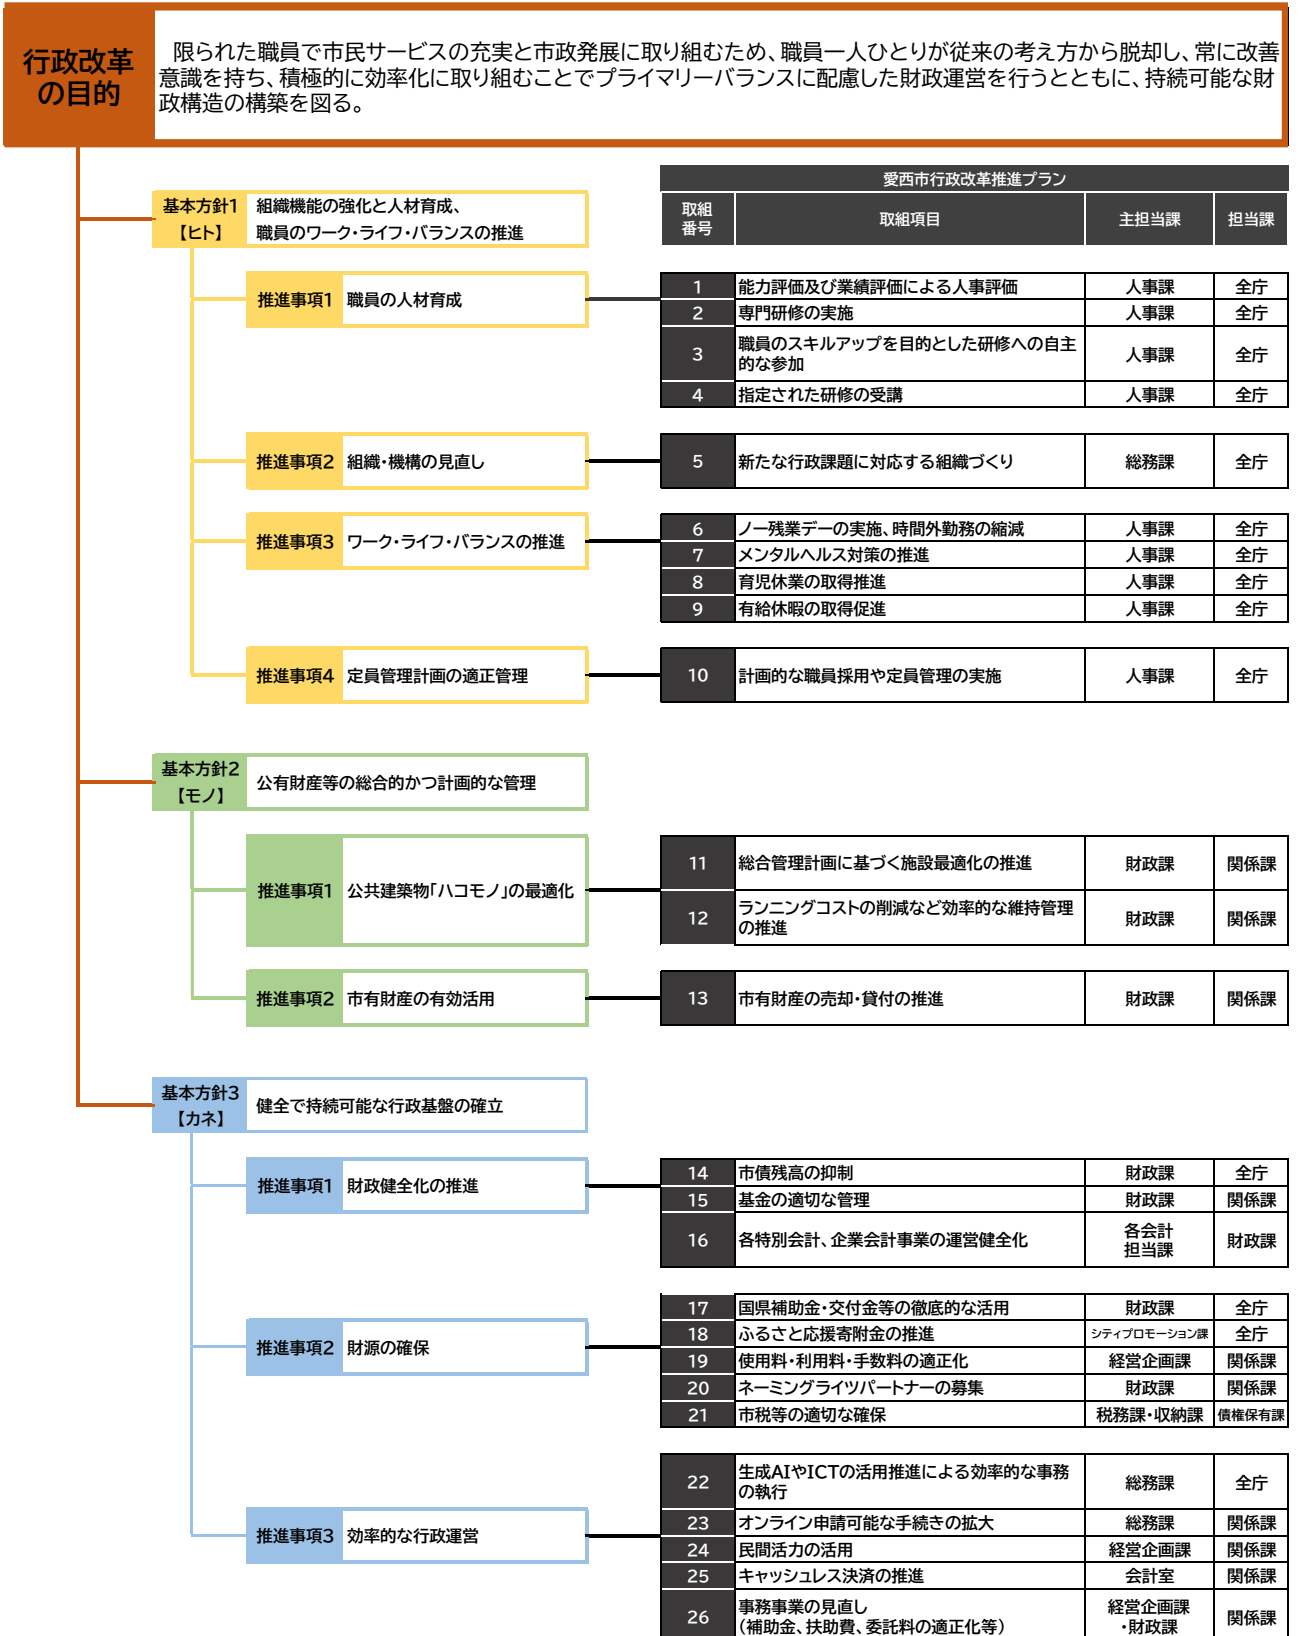 行政改革
の目的
限られた職員で市民サービスの充実と市政発展に取り組むため、職員一人ひとりが従来の考え方から脱却し、常に改善
意識を持ち、積極的に効率化に取り組むことでプライマリーバランスに配慮した財政運営を行うとともに、持続可能な財
政構造の構築を図る。
愛西市行政改革推進プラン
取組
番号
取組項目
主担当課
担当課
基本方針1
【ヒト】
組織機能の強化と人材育成、
職員のワーク・ライフ・バランスの推進
推進事項1 職員の人材育成
1 能力評価及び業績評価による人事評価 人事課 全庁
2 専門研修の実施 人事課 全庁
3 職員のスキルアップを目的とした研修への自主
的な参加 人事課 全庁
4 指定された研修の受講 人事課 全庁
推進事項2 組織・機構の見直し
5 新たな行政課題に対応する組織づくり 総務課 全庁
推進事項3 ワーク・ライフ・バランスの推進
6 ノー残業デーの実施、時間外勤務の縮減 人事課 全庁
7 メンタルヘルス対策の推進 人事課 全庁
8 育児休業の取得推進 人事課 全庁
9 有給休暇の取得促進 人事課 全庁
推進事項4 定員管理計画の適正管理
10 計画的な職員採用や定員管理の実施 人事課 全庁
基本方針2
【モノ】
公有財産等の総合的かつ計画的な管理
推進事項1 公共建築物「ハコモノ」の最適化
11 総合管理計画に基づく施設最適化の推進 財政課 関係課
12 ランニングコストの削減など効率的な維持管理
の推進 財政課 関係課
推進事項2 市有財産の有効活用
13 市有財産の売却・貸付の推進 財政課 関係課
基本方針3
【カネ】
健全で持続可能な行政基盤の確立
推進事項1 財政健全化の推進
14 市債残高の抑制 財政課 全庁
15 基金の適切な管理 財政課 関係課
16 各特別会計、企業会計事業の運営健全化 各会計
担当課 財政課
推進事項2 財源の確保
17 国県補助金・交付金等の徹底的な活用 財政課 全庁
18 ふるさと応援寄附金の推進 シティプロモーション課 全庁
19 使用料・利用料・手数料の適正化 経営企画課 関係課
20 ネーミングライツパートナーの募集 財政課 関係課
21 市税等の適切な確保 税務課・収納課 債権保有課
推進事項3 効率的な行政運営
22 生成AIやICTの活用推進による効率的な事務
の執行 総務課 全庁
23 オンライン申請可能な手続きの拡大 総務課 関係課
24 民間活力の活用 経営企画課 関係課
25 キャッシュレス決済の推進 会計室 関係課
26 事務事業の見直し
(補助金、扶助費、委託料の適正化等) 経営企画課
・財政課 関係課